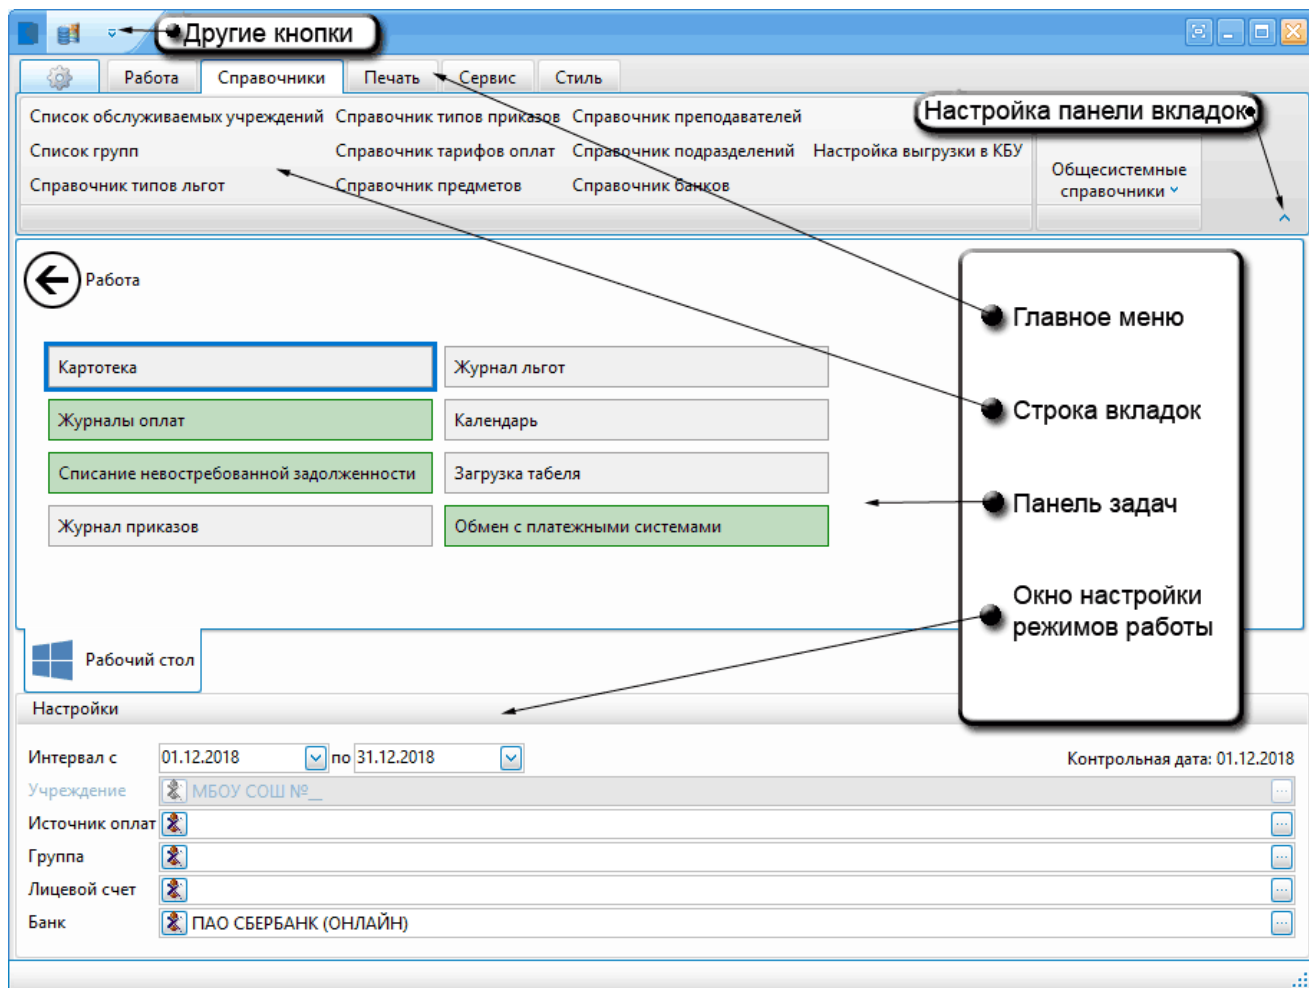 Другие кнопки
Работа Справочники Печать Сервис Стиль
Настройка панели вкладок
Список обслуживаемых учреждений Справочник типов приказов Справочник преподавателей
Список групп Справочник тарифов оплат Справочник подразделений Настройка выгрузки в КБУ
Справочник типов льгот Справочник предметов Справочник банков
Общесистемные
справочники
Работа
Картотека Журнал льгот
Журналы оплат Календарь
Списание невостребованной задолженности Загрузка табеля
Журнал приказов Обмен с платежными системами
Главное меню
Строка вкладок
Панель задач
Окно настройки
режимов работы
Рабочий стол
Настройки
Интервал с 01.12.2018 по 31.12.2018 Контрольная дата: 01.12.2018
Учреждение МБОУ СОШ №__
Источник оплат
Группа
Лицевой счет
Банк ПАО СБЕРБАНК (ОНЛАЙН)